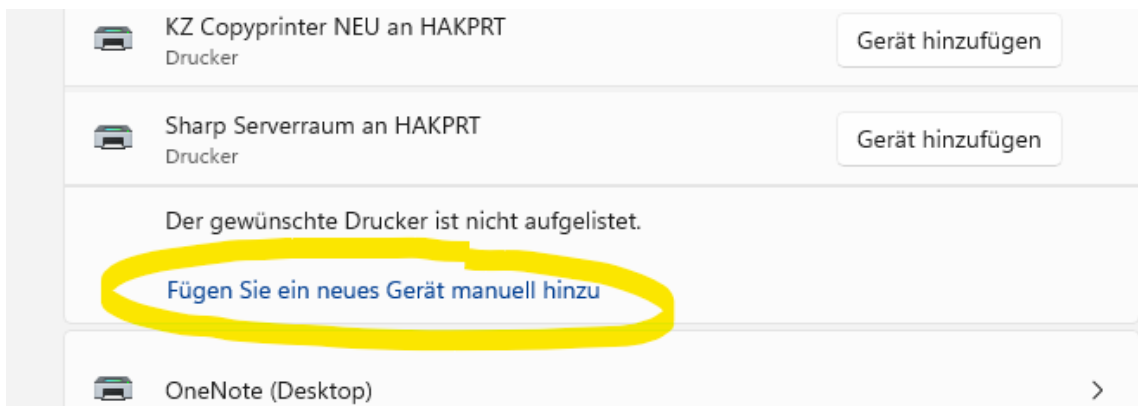 KZ Copyprinter NEU an HAKPRT
Drucker
Gerät hinzufügen
Sharp Serverraum an HAKPRT
Drucker
Gerät hinzufügen
Der gewünschte Drucker ist nicht aufgelistet.
Fügen Sie ein neues Gerät manuell hinzu
OneNote (Desktop)